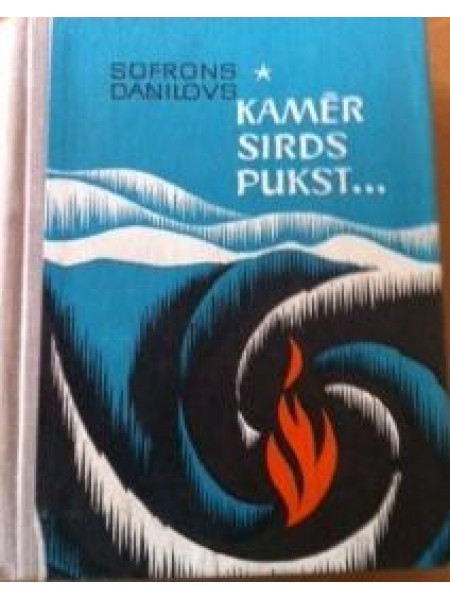 SOFRONS
DANILOVS
KAMĒR
SIRDS
PUKST...